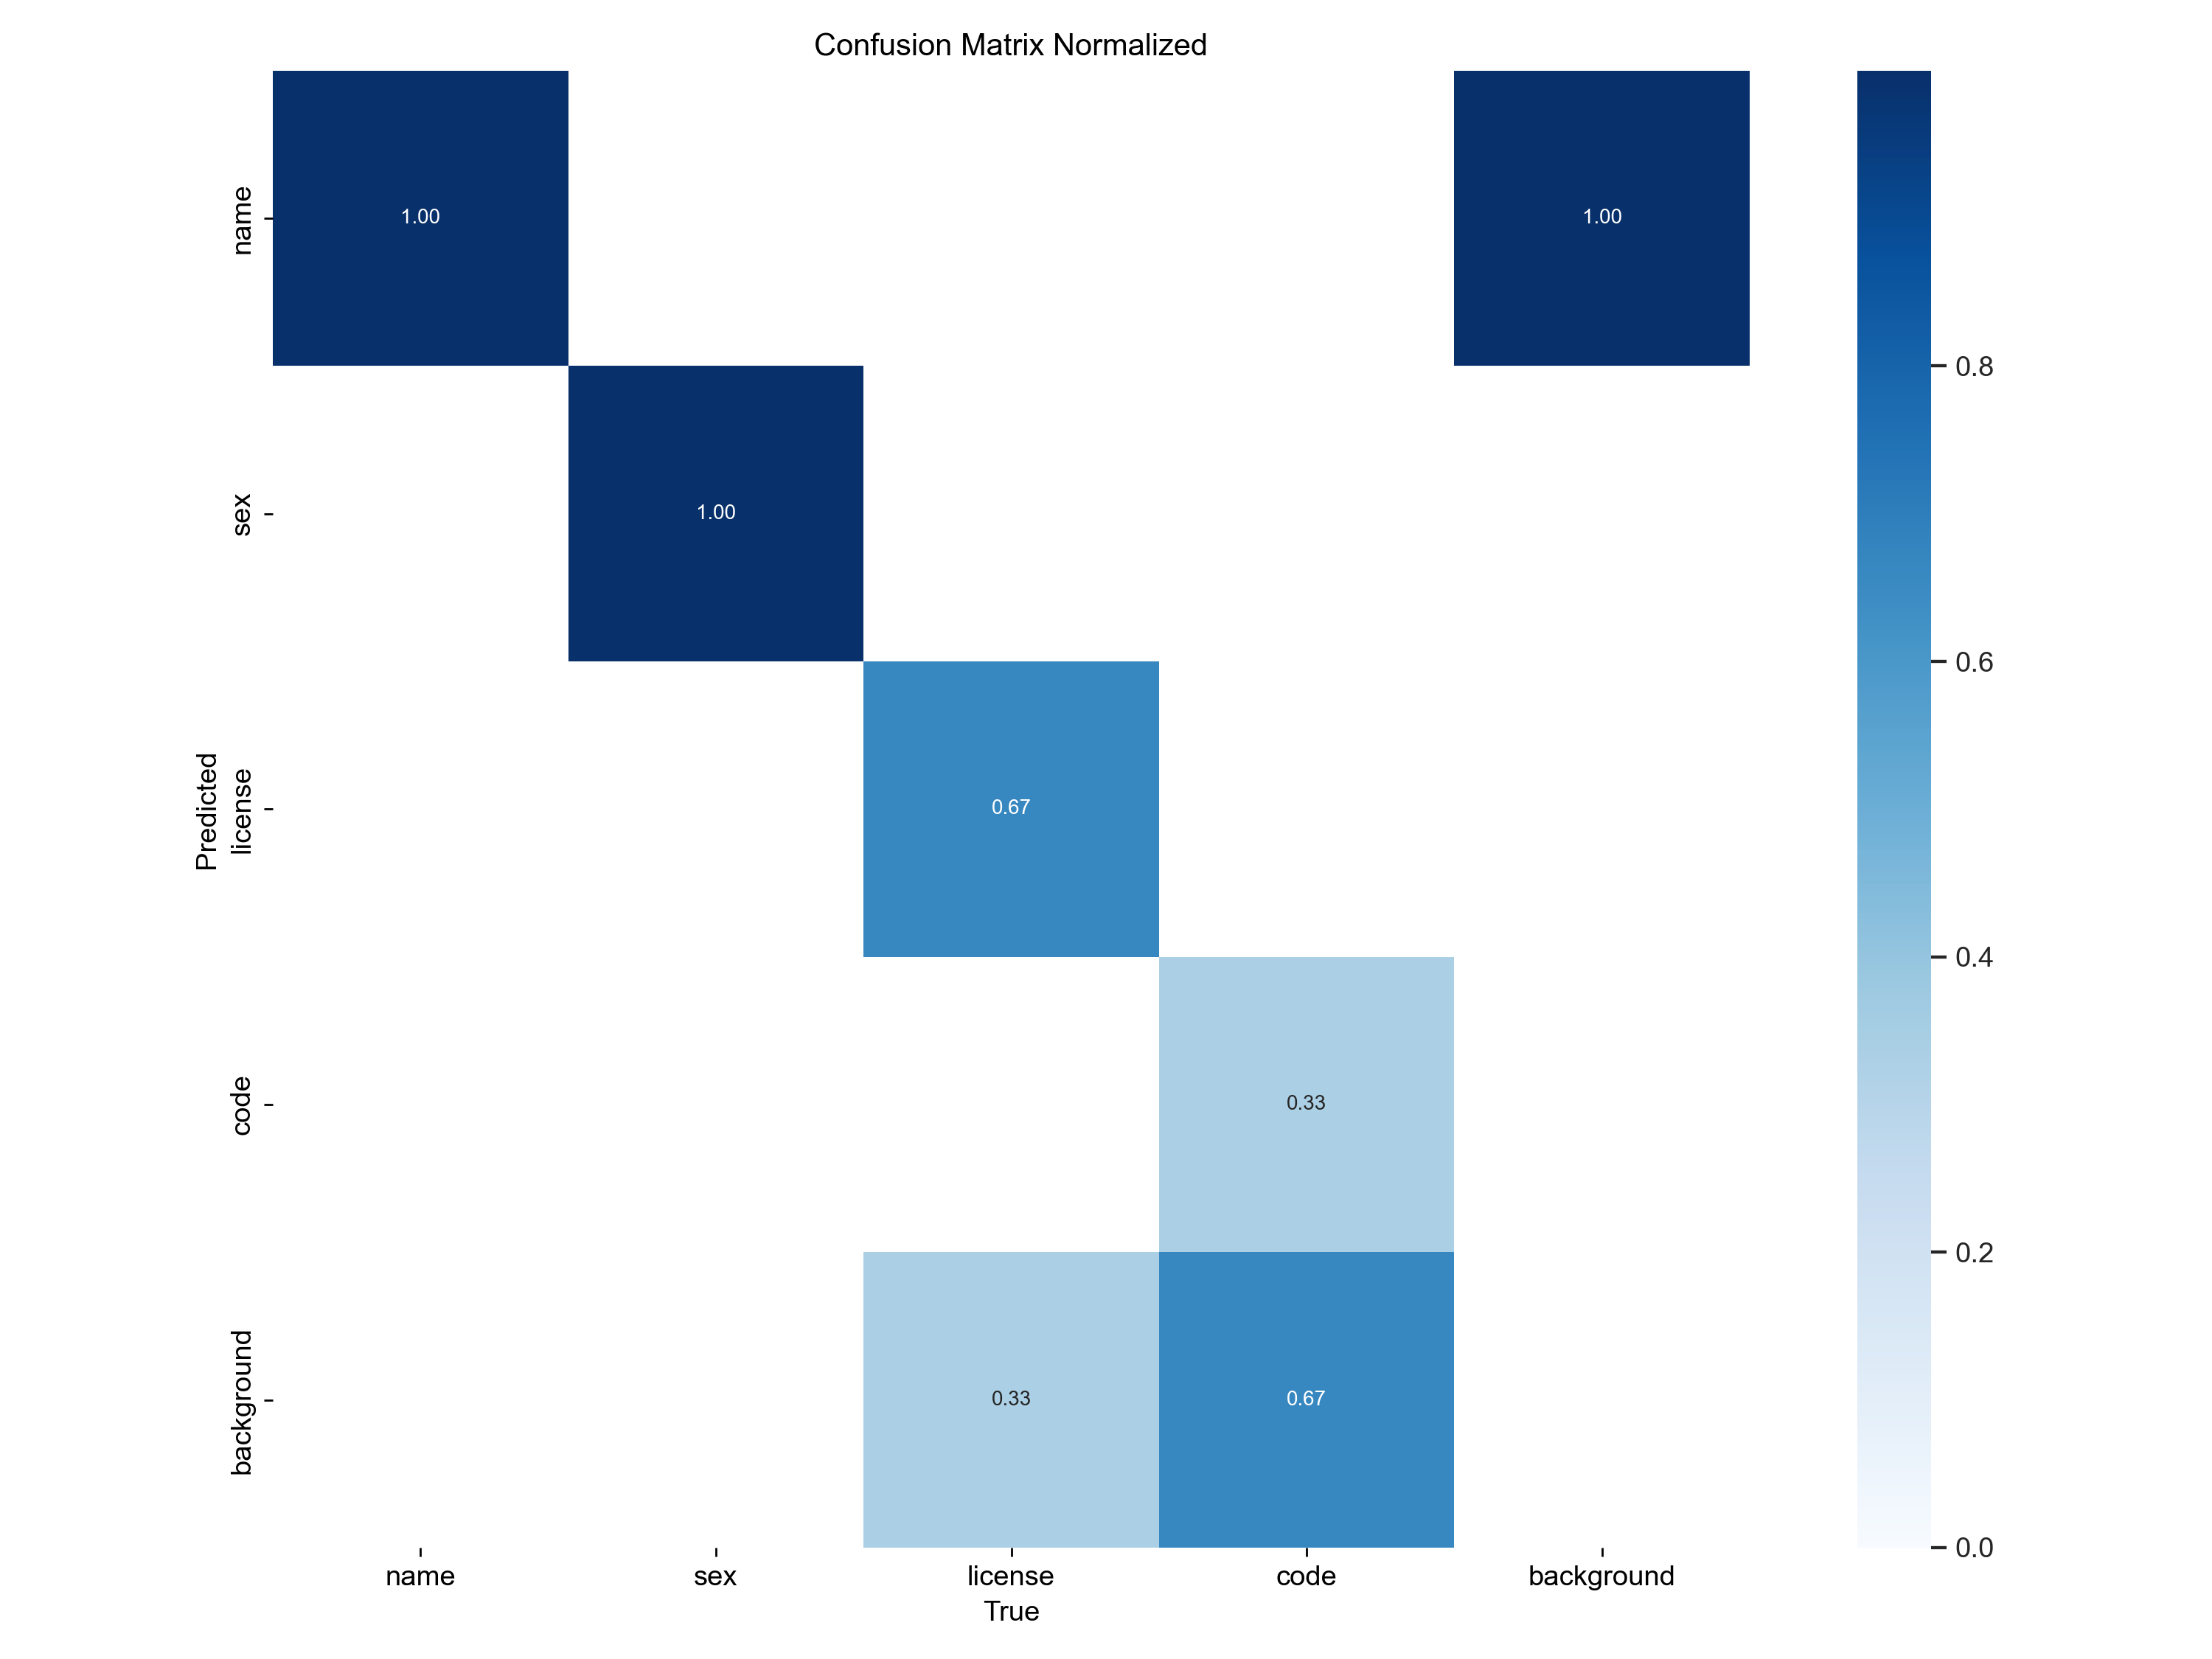 Confusion Matrix Normalized
name
1.00
1.00
sex
1.00
license
0.67
code
0.33
background
0.33
0.67
Predicted
name
sex
license
code
background
True
0.8
0.6
0.4
0.2
0.0